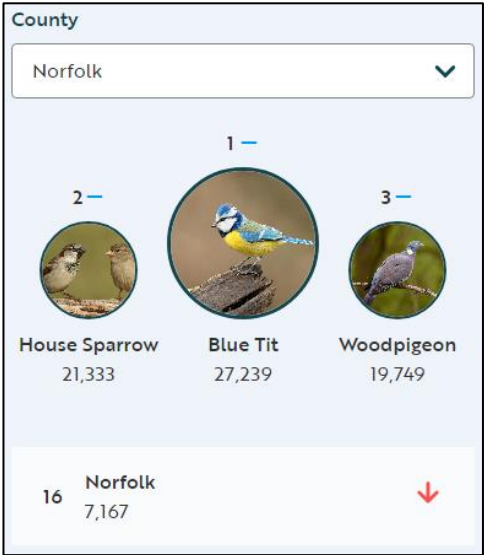 County
Norfolk
1
2
3
House Sparrow
21,333
Blue Tit
27,239
Woodpigeon
19,749
16
Norfolk
7,167